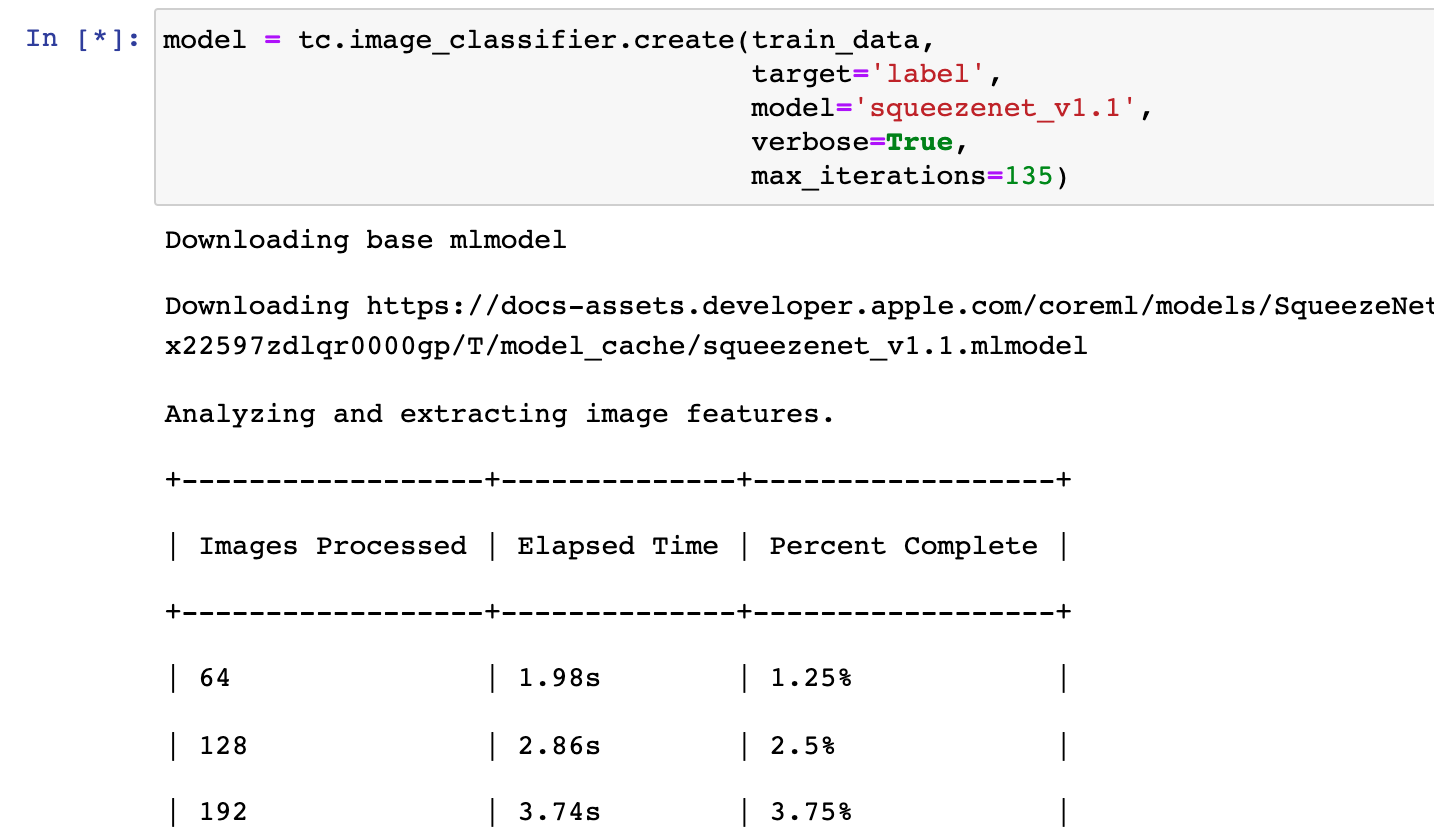 In [*]: model = tc.image_classifier.create(train_data,
target='label',
model='squeezenet_v1.1',
verbose=True,
max_iterations=135)
Downloading base mlmodel
Downloading https://docs-assets.developer.apple.com/coreml/models/SqueezeNet
x22597zdlqr0000gp/T/model_cache/squeezenet_v1.1.mlmodel
Analyzing and extracting image features.
+------------------+--------------+------------------+
| Images Processed | Elapsed Time | Percent Complete |
+------------------+--------------+------------------+
| 64               | 1.98s        | 1.25%            |
| 128              | 2.86s        | 2.5%             |
| 192              | 3.74s        | 3.75%            |